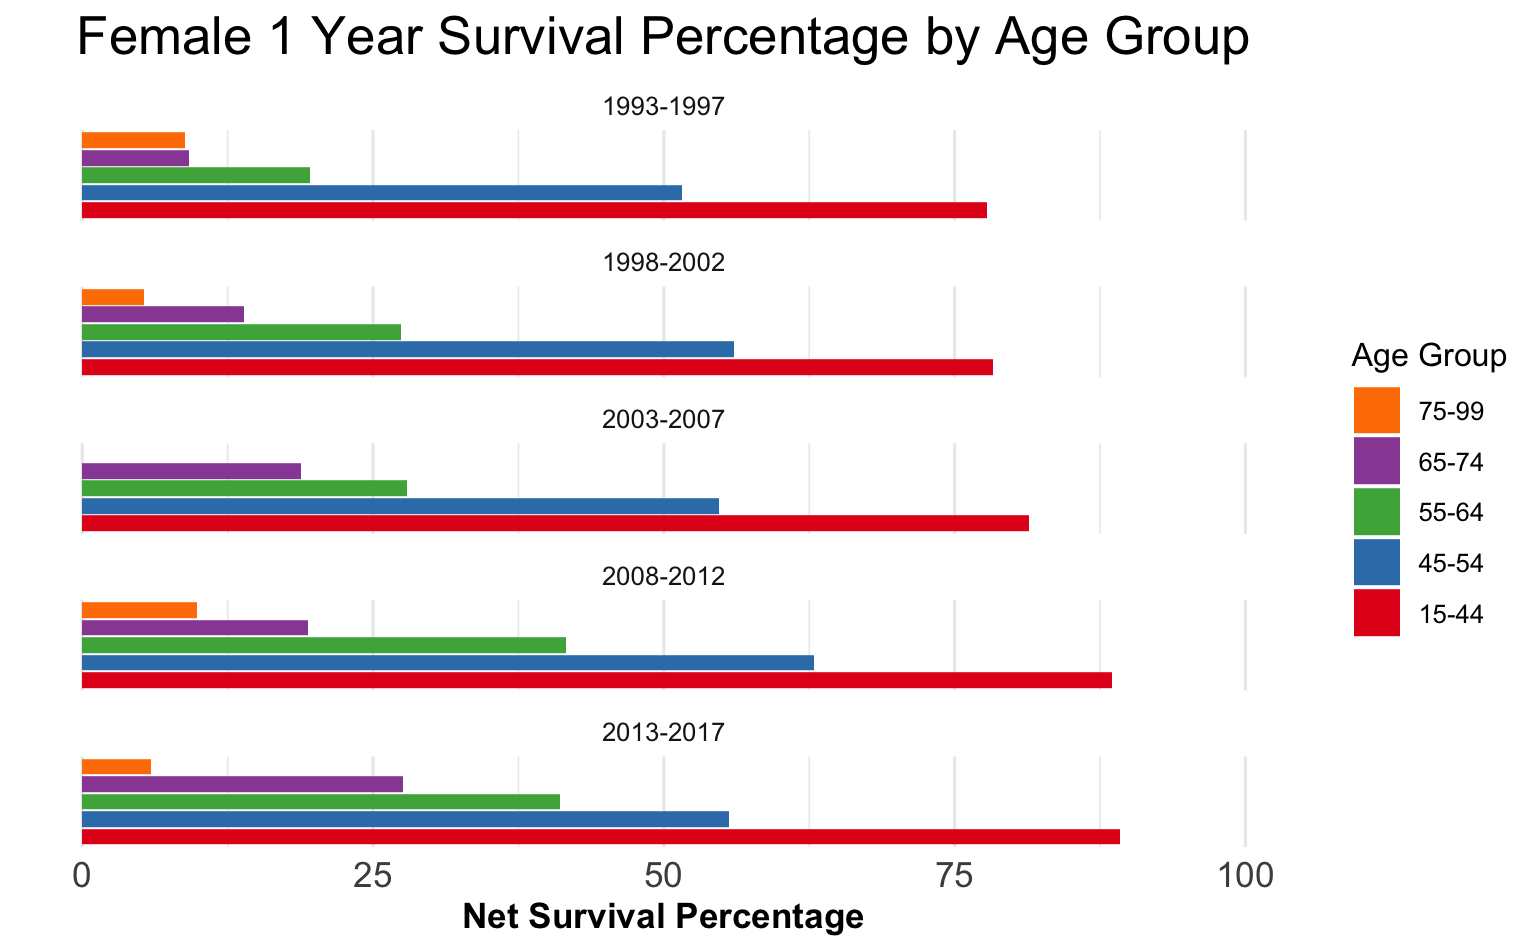 Female 1 Year Survival Percentage by Age Group
1993-1997
1998-2002
2003-2007
2008-2012
2013-2017
0 25 50 75 100
Net Survival Percentage
Age Group
75-99
65-74
55-64
45-54
15-44